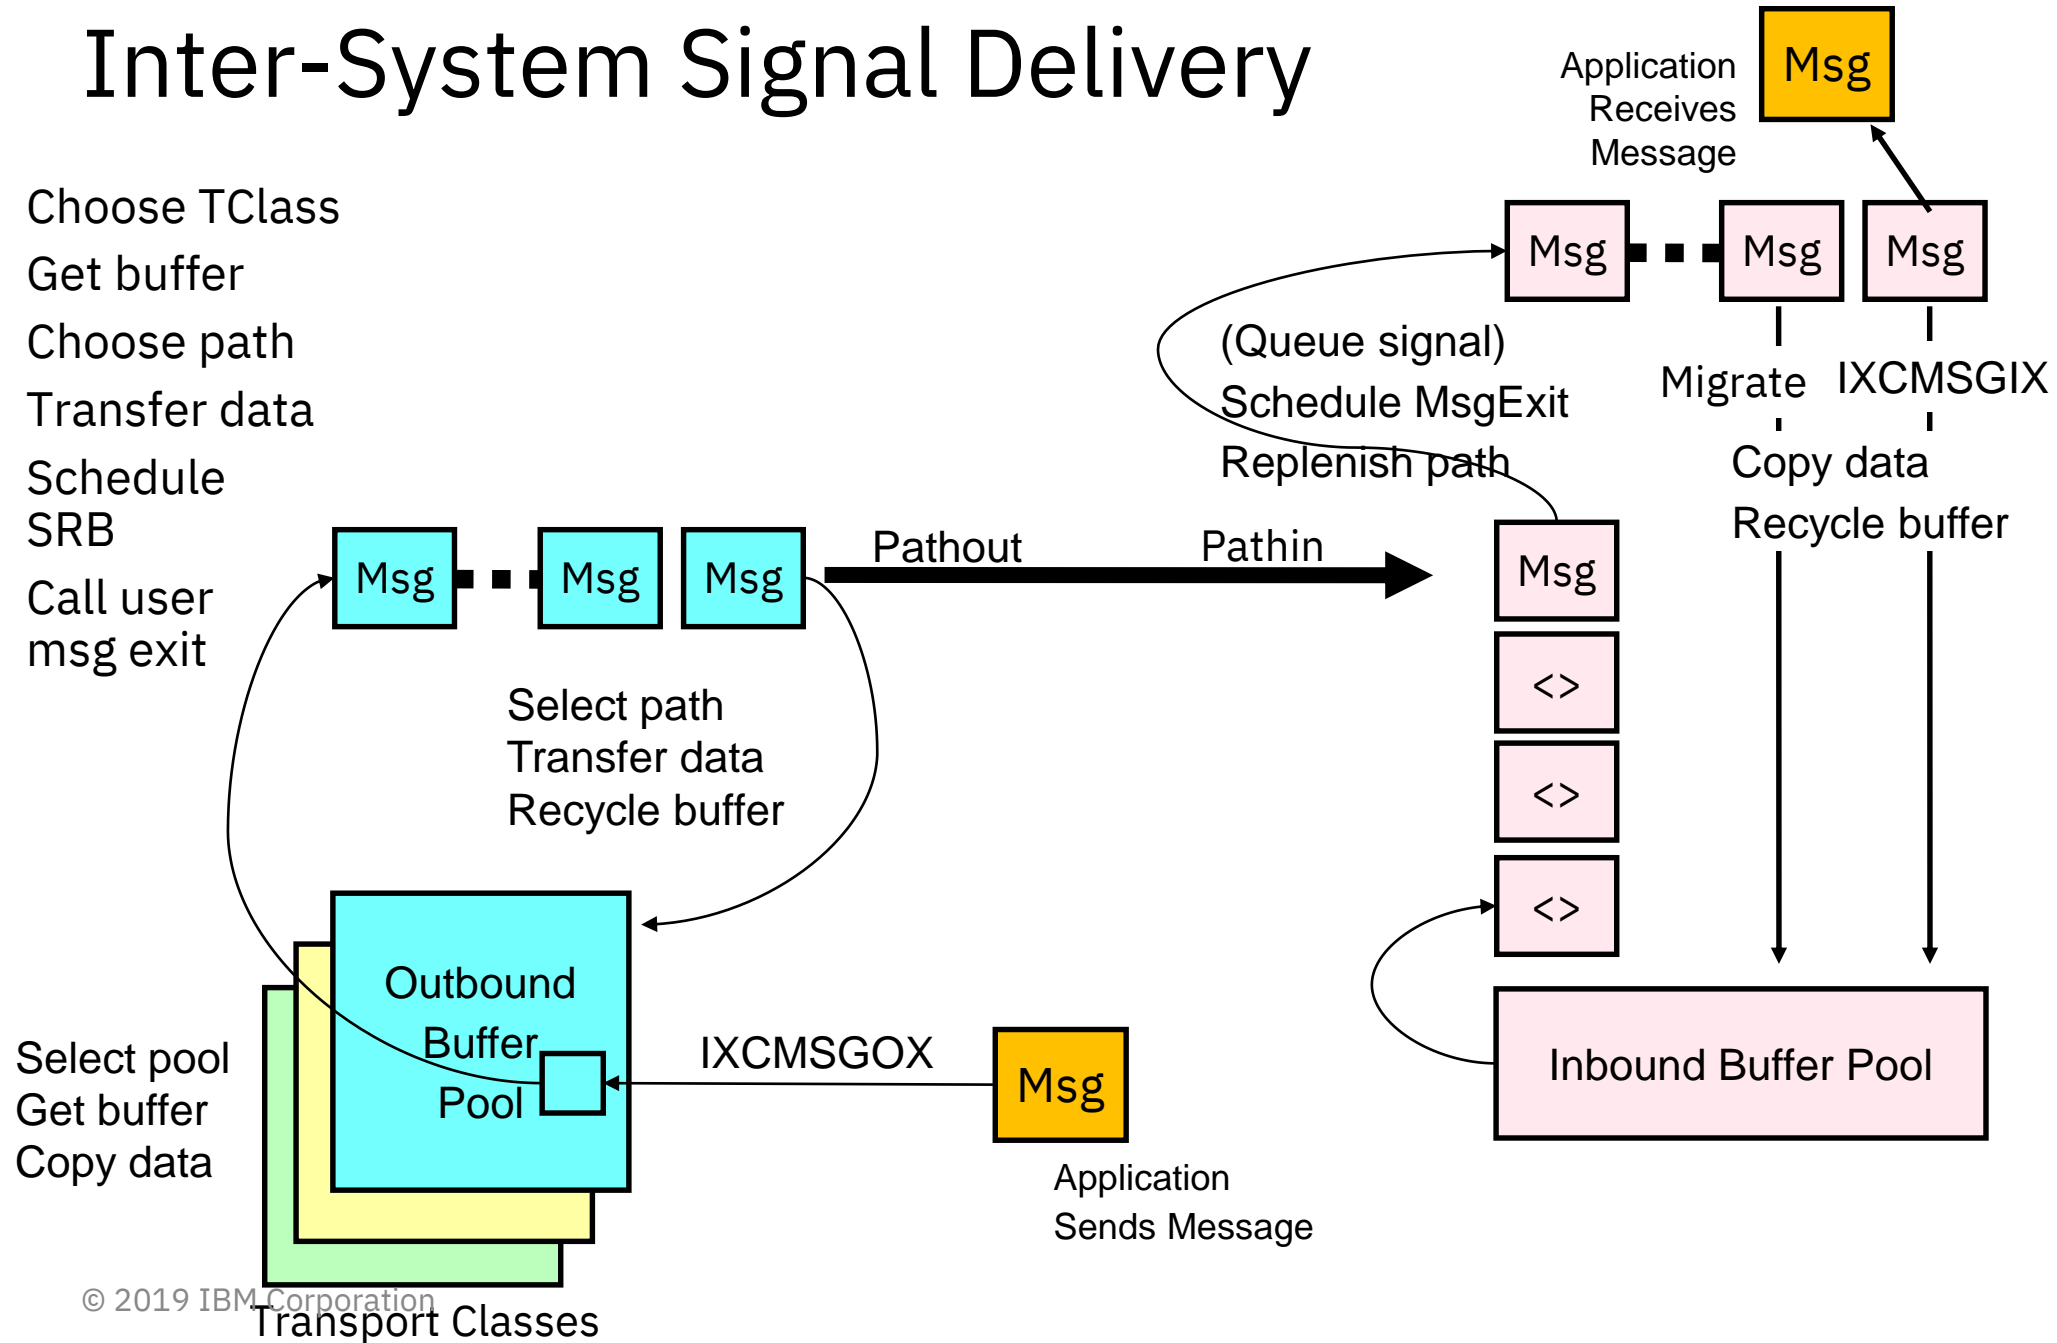 Inter-System Signal Delivery
Application
Receives
Message
Msg
Choose TClass
Get buffer
Choose path
Transfer data
Schedule
SRB
Call user
msg exit
Msg
Msg
Msg
(Queue signal)
Schedule MsgExit
Replenish path
Migrate
IXCMSGIX
Copy data
Recycle buffer
Msg
Msg
Msg
Pathout
Pathin
Msg
<>
<>
<>
Select path
Transfer data
Recycle buffer
Outbound
Buffer
Pool
Select pool
Get buffer
Copy data
IXCMSGOX
Msg
Application
Sends Message
Inbound Buffer Pool
© 2019 IBM Corporation
Transport Classes